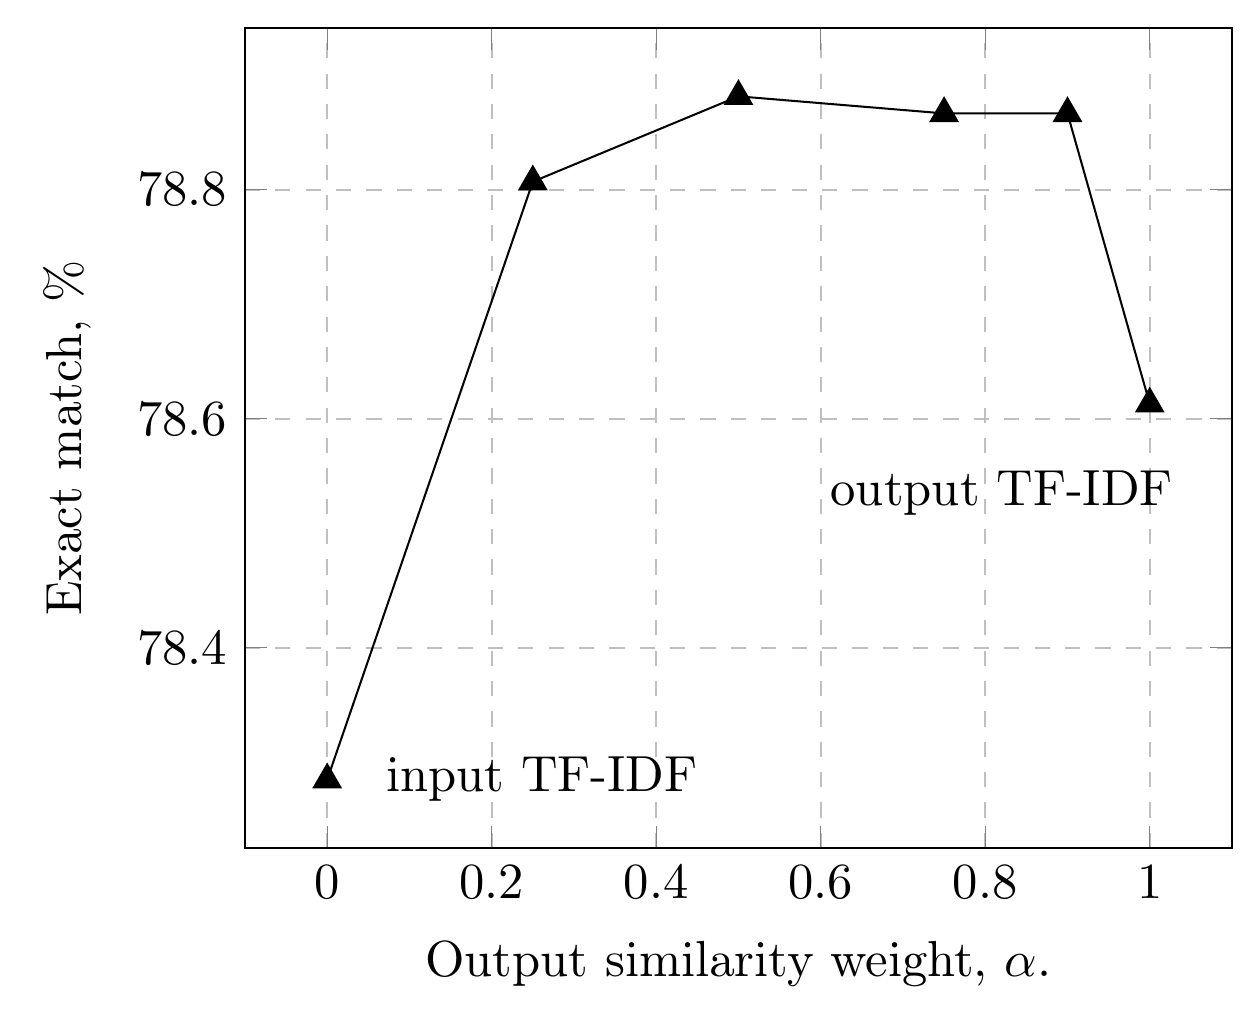 78.8
78.6
78.4
Exact match, %
output TF-IDF
input TF-IDF
0 0.2 0.4 0.6 0.8 1
Output similarity weight, α.